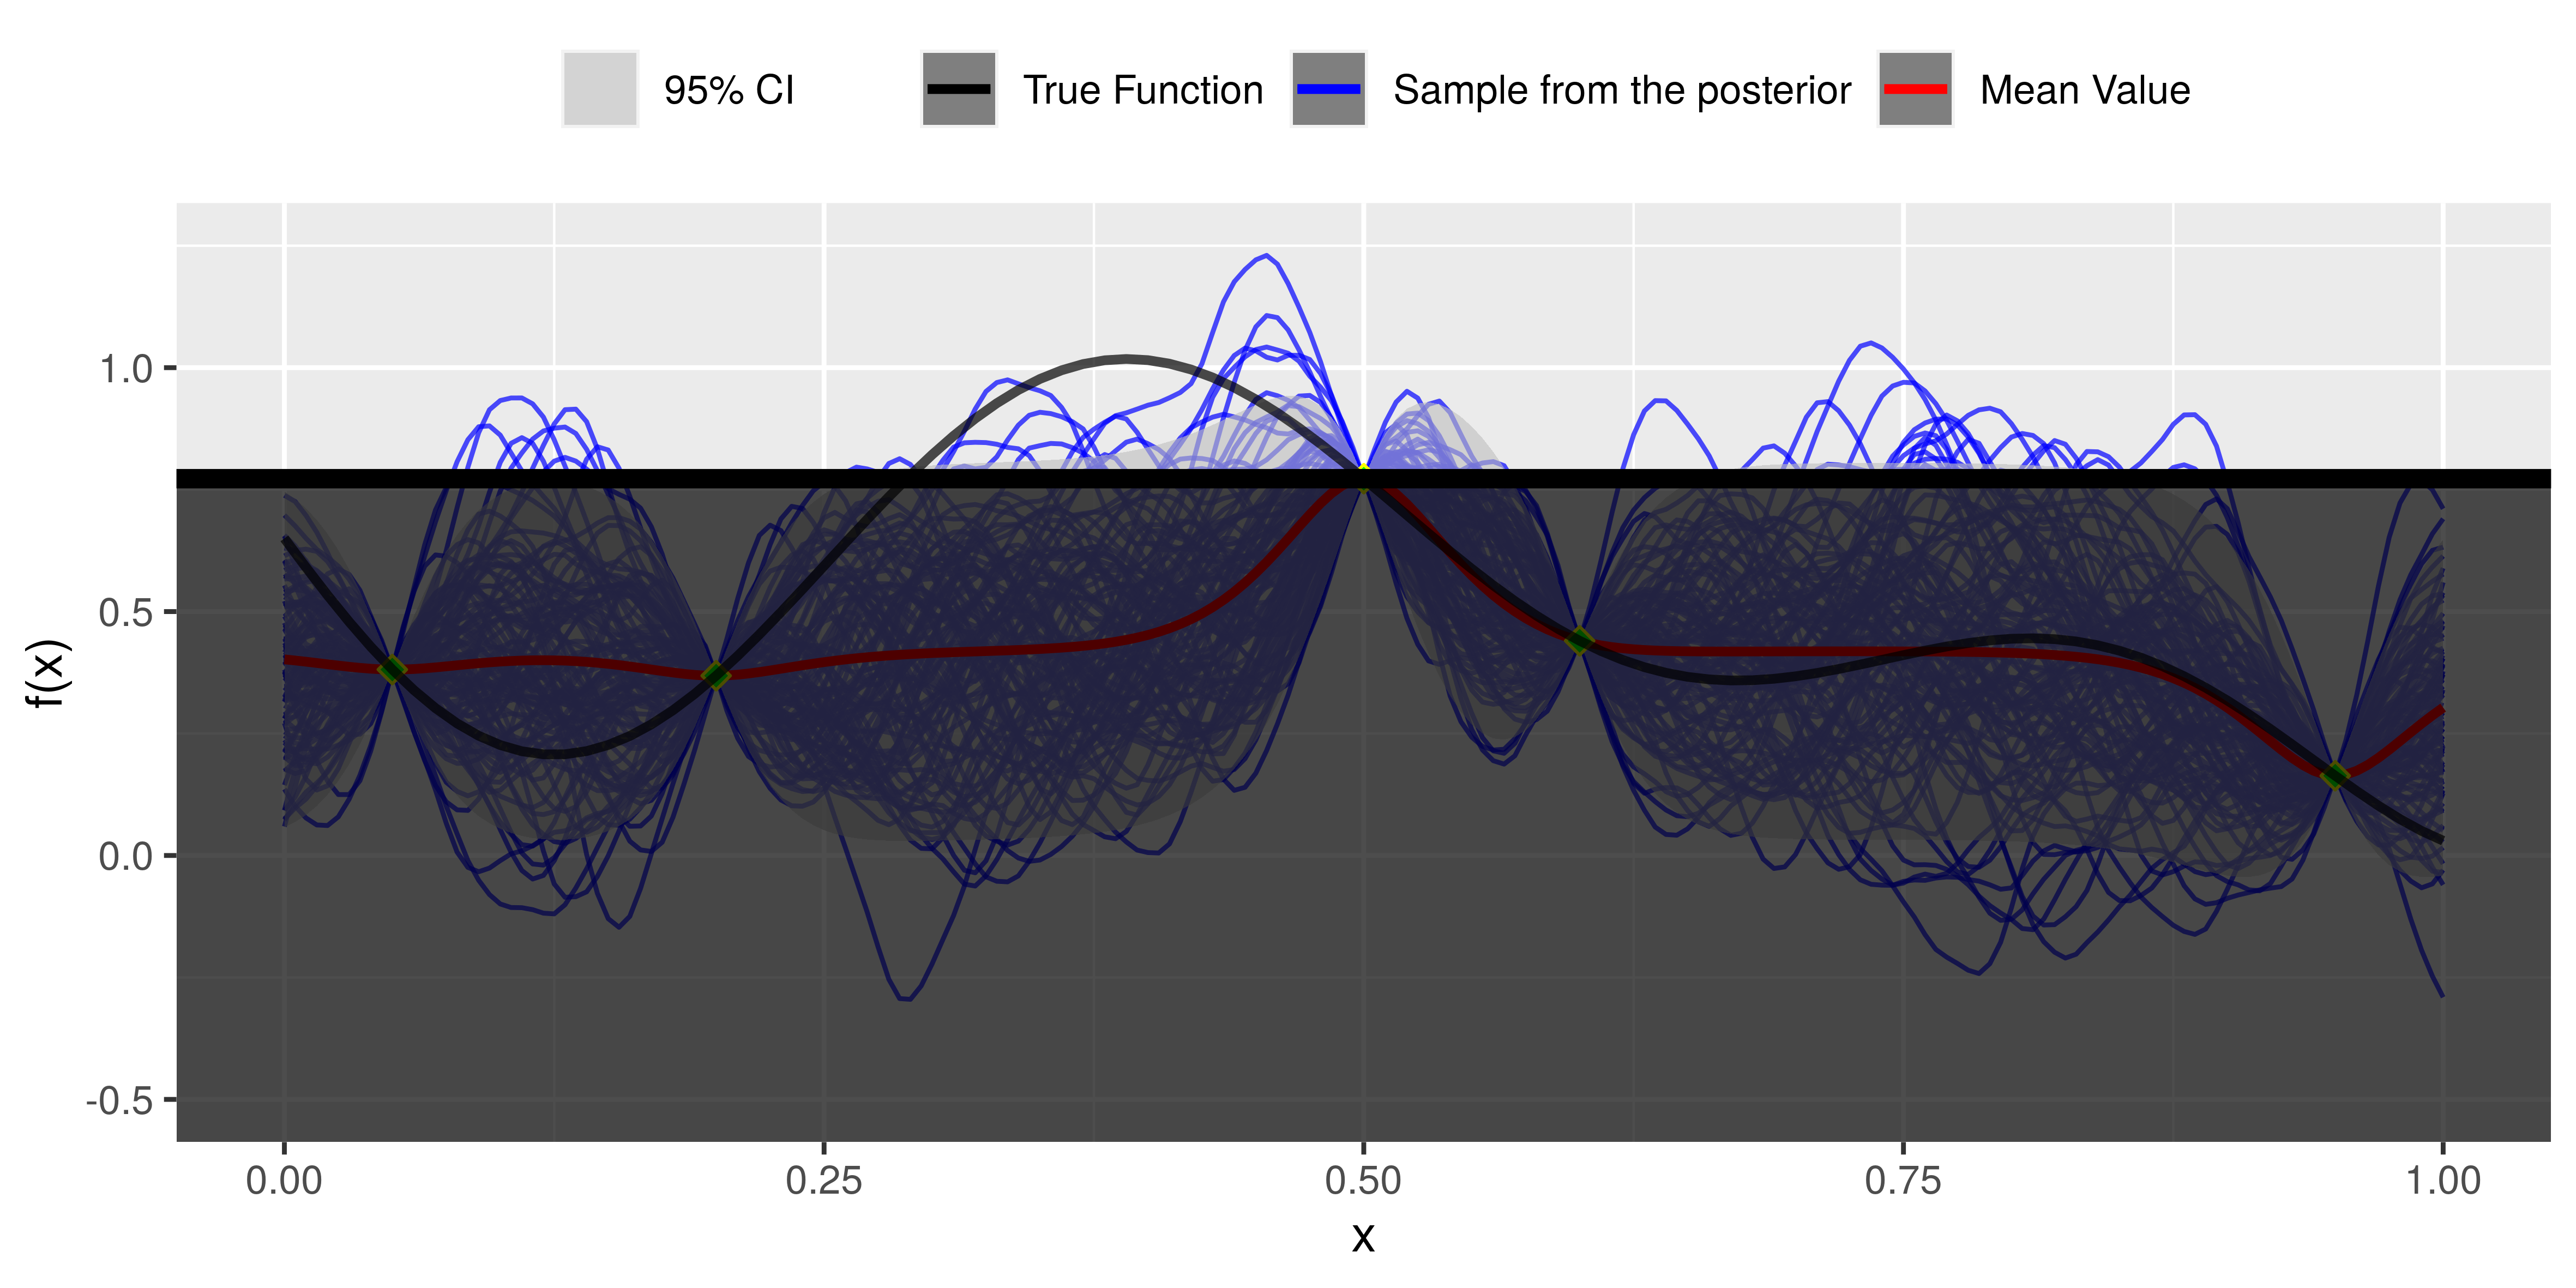 95% CI True Function Sample from the posterior Mean Value
1.0
0.5
0.0
-0.5
f(x)
0.00 0.25 0.50 0.75 1.00
x